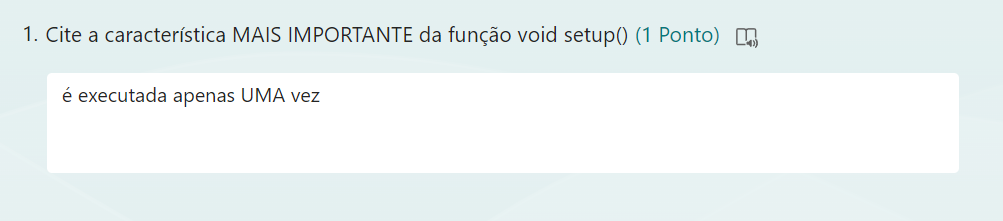 1. Cite a característica MAIS IMPORTANTE da função void setup() (1 Ponto)
é executada apenas UMA vez